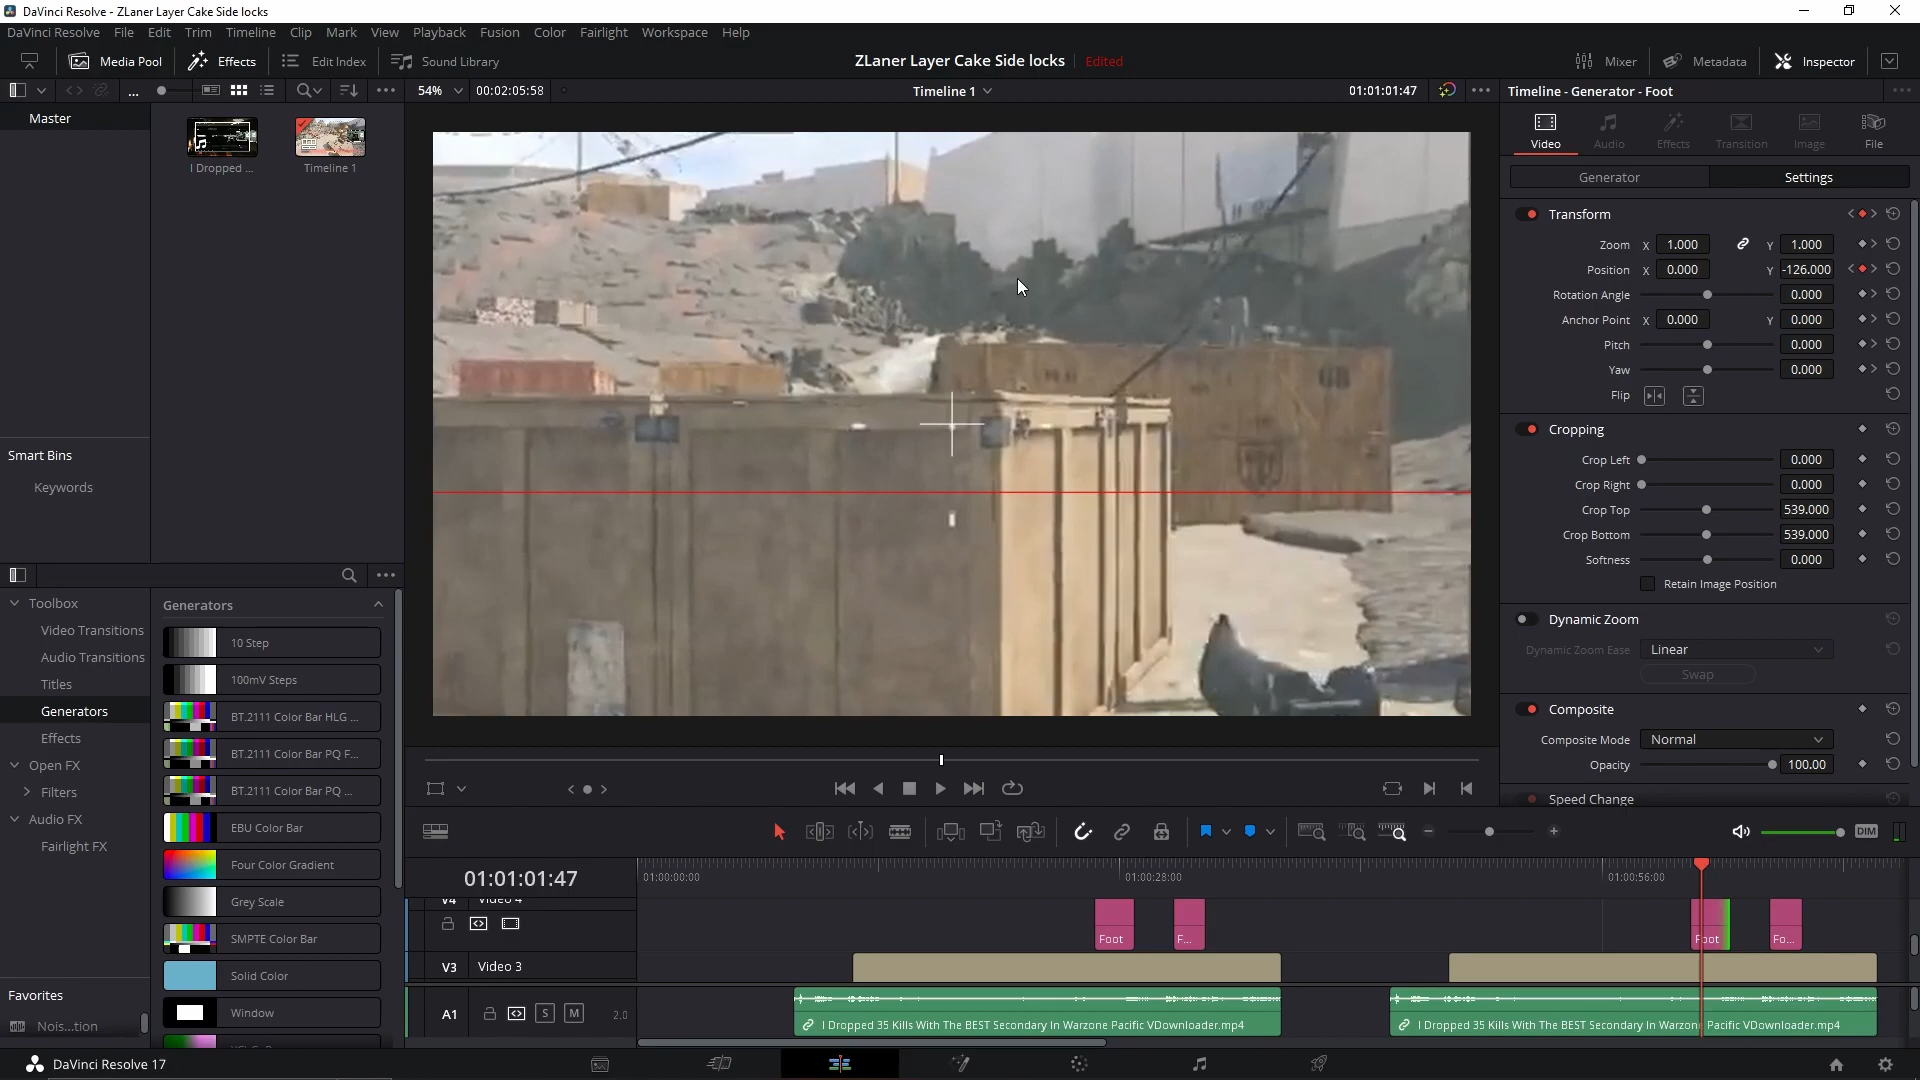 DaVinci Resolve - ZLaner Layer Cake Side locks
DaVinci Resolve File Edit Trim Timeline Clip Mark View Playback Fusion Color Fairlight Workspace Help
Media Pool Effects Edit Index Sound Library ZLaner Layer Cake Side locks Edited Mixer Metadata Inspector
... 54% 00:02:05:58 Timeline 1 01:01:01:47 Timeline - Generator - Foot
Master
I Dropped ... Timeline 1
Video Audio Effects Transition Image File
Generator Settings
Transform
Zoom X 1.000 Y 1.000
Position X 0.000 Y -126.000
Rotation Angle 0.000
Anchor Point X 0.000 Y 0.000
Pitch 0.000
Yaw 0.000
Flip
Cropping
Crop Left 0.000
Crop Right 0.000
Crop Top 539.000
Crop Bottom 539.000
Softness 0.000
Retain Image Position
Dynamic Zoom
Dynamic Zoom Ease Linear
Swap
Composite
Composite Mode Normal
Opacity 100.00
Speed Change
Smart Bins
Keywords
Toolbox
Video Transitions
Audio Transitions
Titles
Generators
Effects
Open FX
Filters
Audio FX
Fairlight FX
Favorites
Nois...tion
Generators
10 Step
100mV Steps
BT.2111 Color Bar HLG ...
BT.2111 Color Bar PQ F...
BT.2111 Color Bar PQ ...
EBU Color Bar
Four Color Gradient
Grey Scale
SMPTE Color Bar
Solid Color
Window
DIM
01:01:01:47 01:00:00:00 01:00:28:00 01:00:56:00
V4 Video 4
Foot F... Foot Fo...
V3 Video 3
A1 S M 2.0
I Dropped 35 Kills With The BEST Secondary In Warzone Pacific VDownloader.mp4 I Dropped 35 Kills With The BEST Secondary In Warzone Pacific VDownloader.mp4
DaVinci Resolve 17